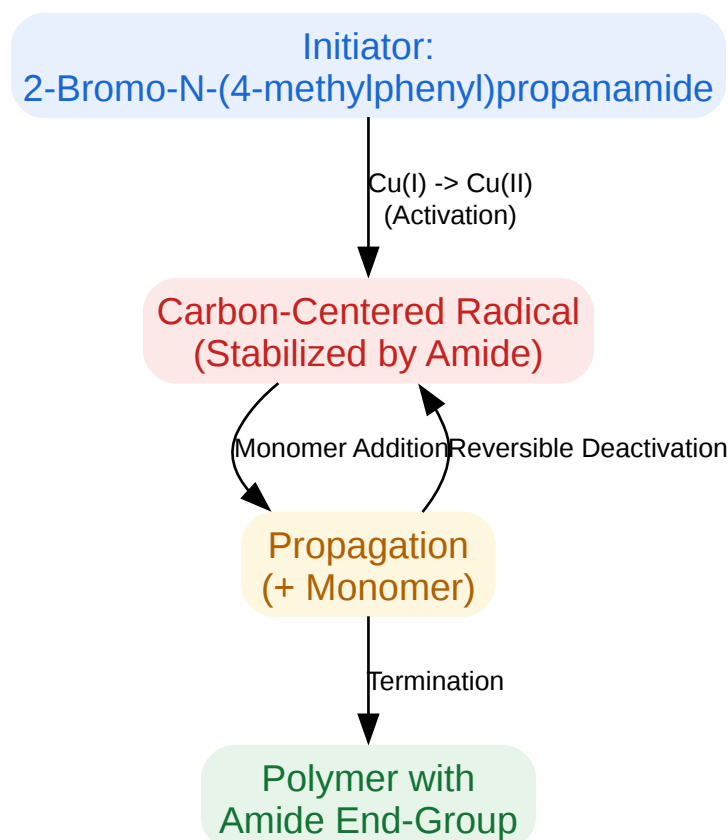 Initiator:
2-Bromo-N-(4-methylphenyl)propanamide
Cu(I) -> Cu(II)
(Activation)
Carbon-Centered Radical
(Stabilized by Amide)
Monomer Addition
Reversible Deactivation
Propagation
(+ Monomer)
Termination
Polymer with
Amide End-Group